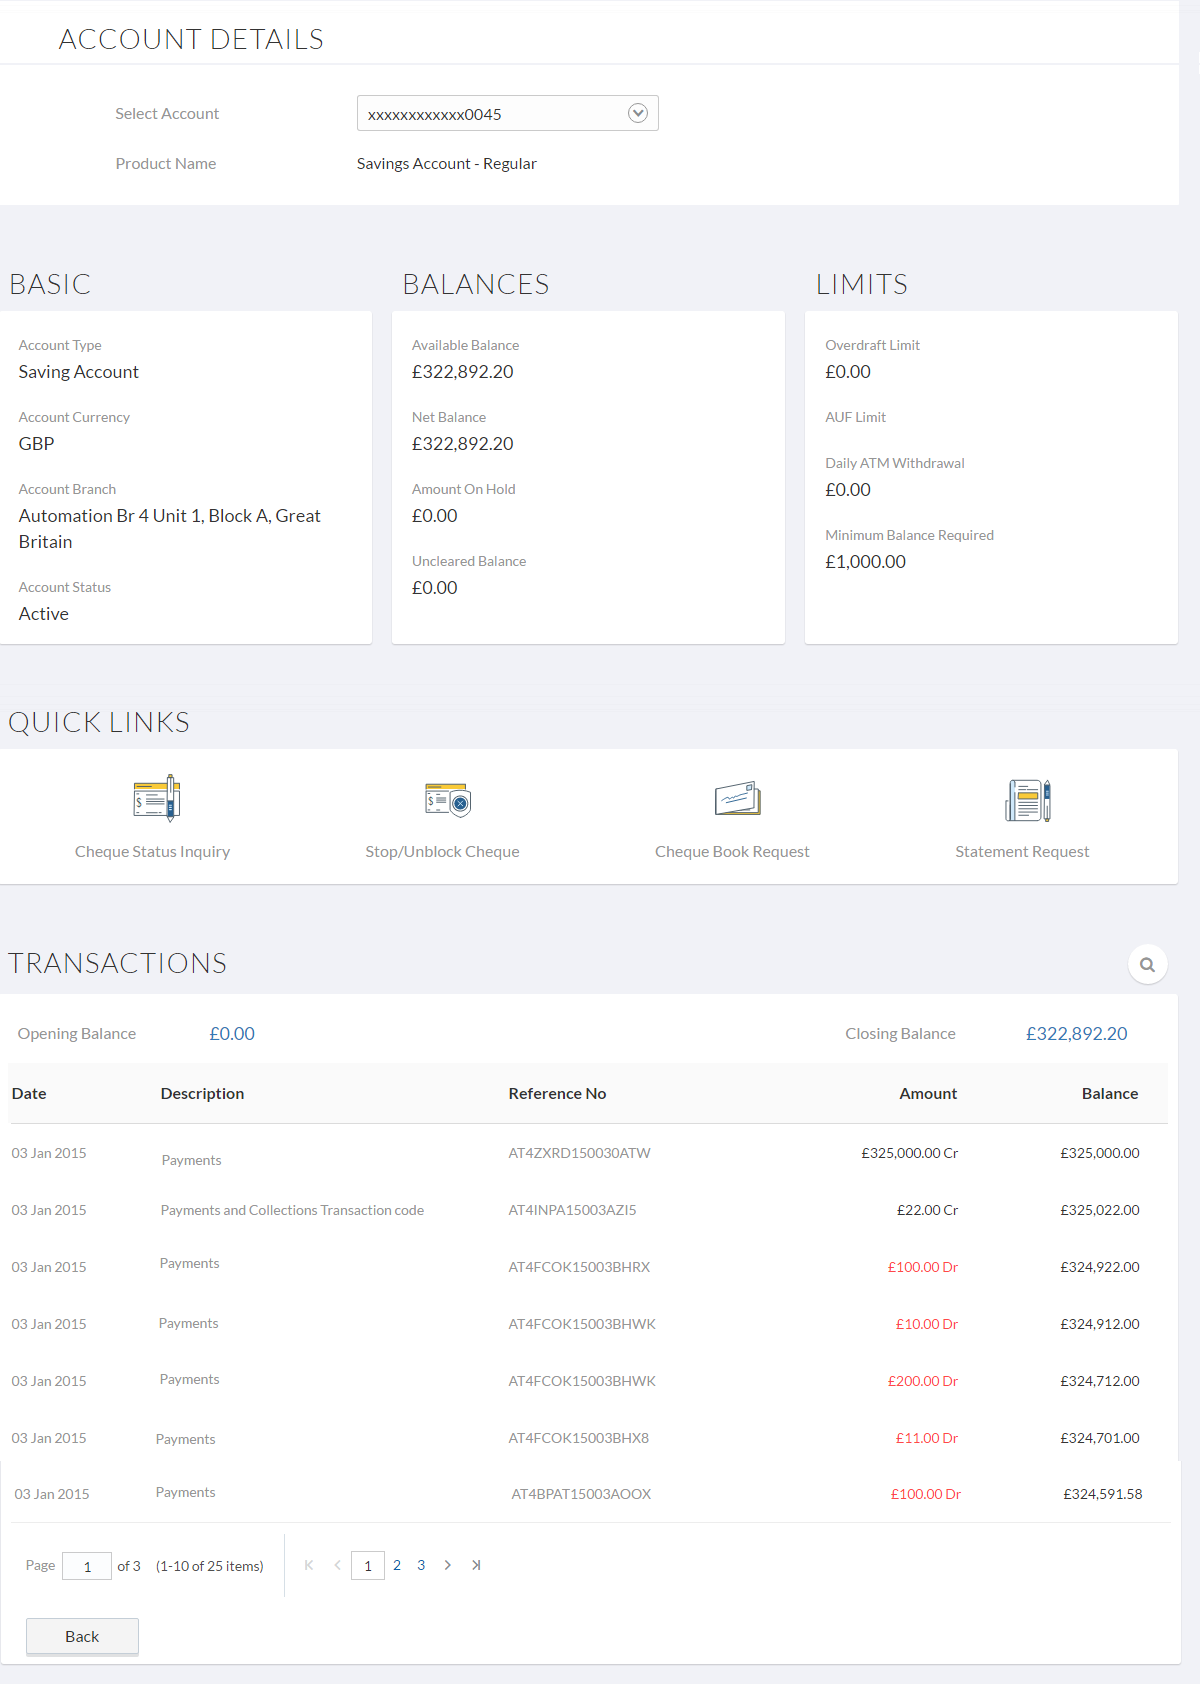 ACCOUNT DETAILS
Select Account xxxxxxxxxxxx0045
Product Name Savings Account - Regular
BASIC
Account Type
Saving Account
Account Currency
GBP
Account Branch
Automation Br 4 Unit 1, Block A, Great
Britain
Account Status
Active
BALANCES
Available Balance
£322,892.20
Net Balance
£322,892.20
Amount On Hold
£0.00
Uncleared Balance
£0.00
LIMITS
Overdraft Limit
£0.00
AUF Limit
Daily ATM Withdrawal
£0.00
Minimum Balance Required
£1,000.00
QUICK LINKS
Cheque Status Inquiry Stop/Unblock Cheque Cheque Book Request Statement Request
TRANSACTIONS
Opening Balance £0.00 Closing Balance £322,892.20
Date Description Reference No Amount Balance
03 Jan 2015 Payments AT4ZXRD150030ATW £325,000.00 Cr £325,000.00
03 Jan 2015 Payments and Collections Transaction code AT4INPA15003AZI5 £22.00 Cr £325,022.00
03 Jan 2015 Payments AT4FCOK15003BHRX £100.00 Dr £324,922.00
03 Jan 2015 Payments AT4FCOK15003BHWK £10.00 Dr £324,912.00
03 Jan 2015 Payments AT4FCOK15003BHWK £200.00 Dr £324,712.00
03 Jan 2015 Payments AT4FCOK15003BHX8 £11.00 Dr £324,701.00
03 Jan 2015 Payments AT4BPAT15003AOOX £100.00 Dr £324,591.58
Page 1 of 3 (1-10 of 25 items) 1 2 3
Back